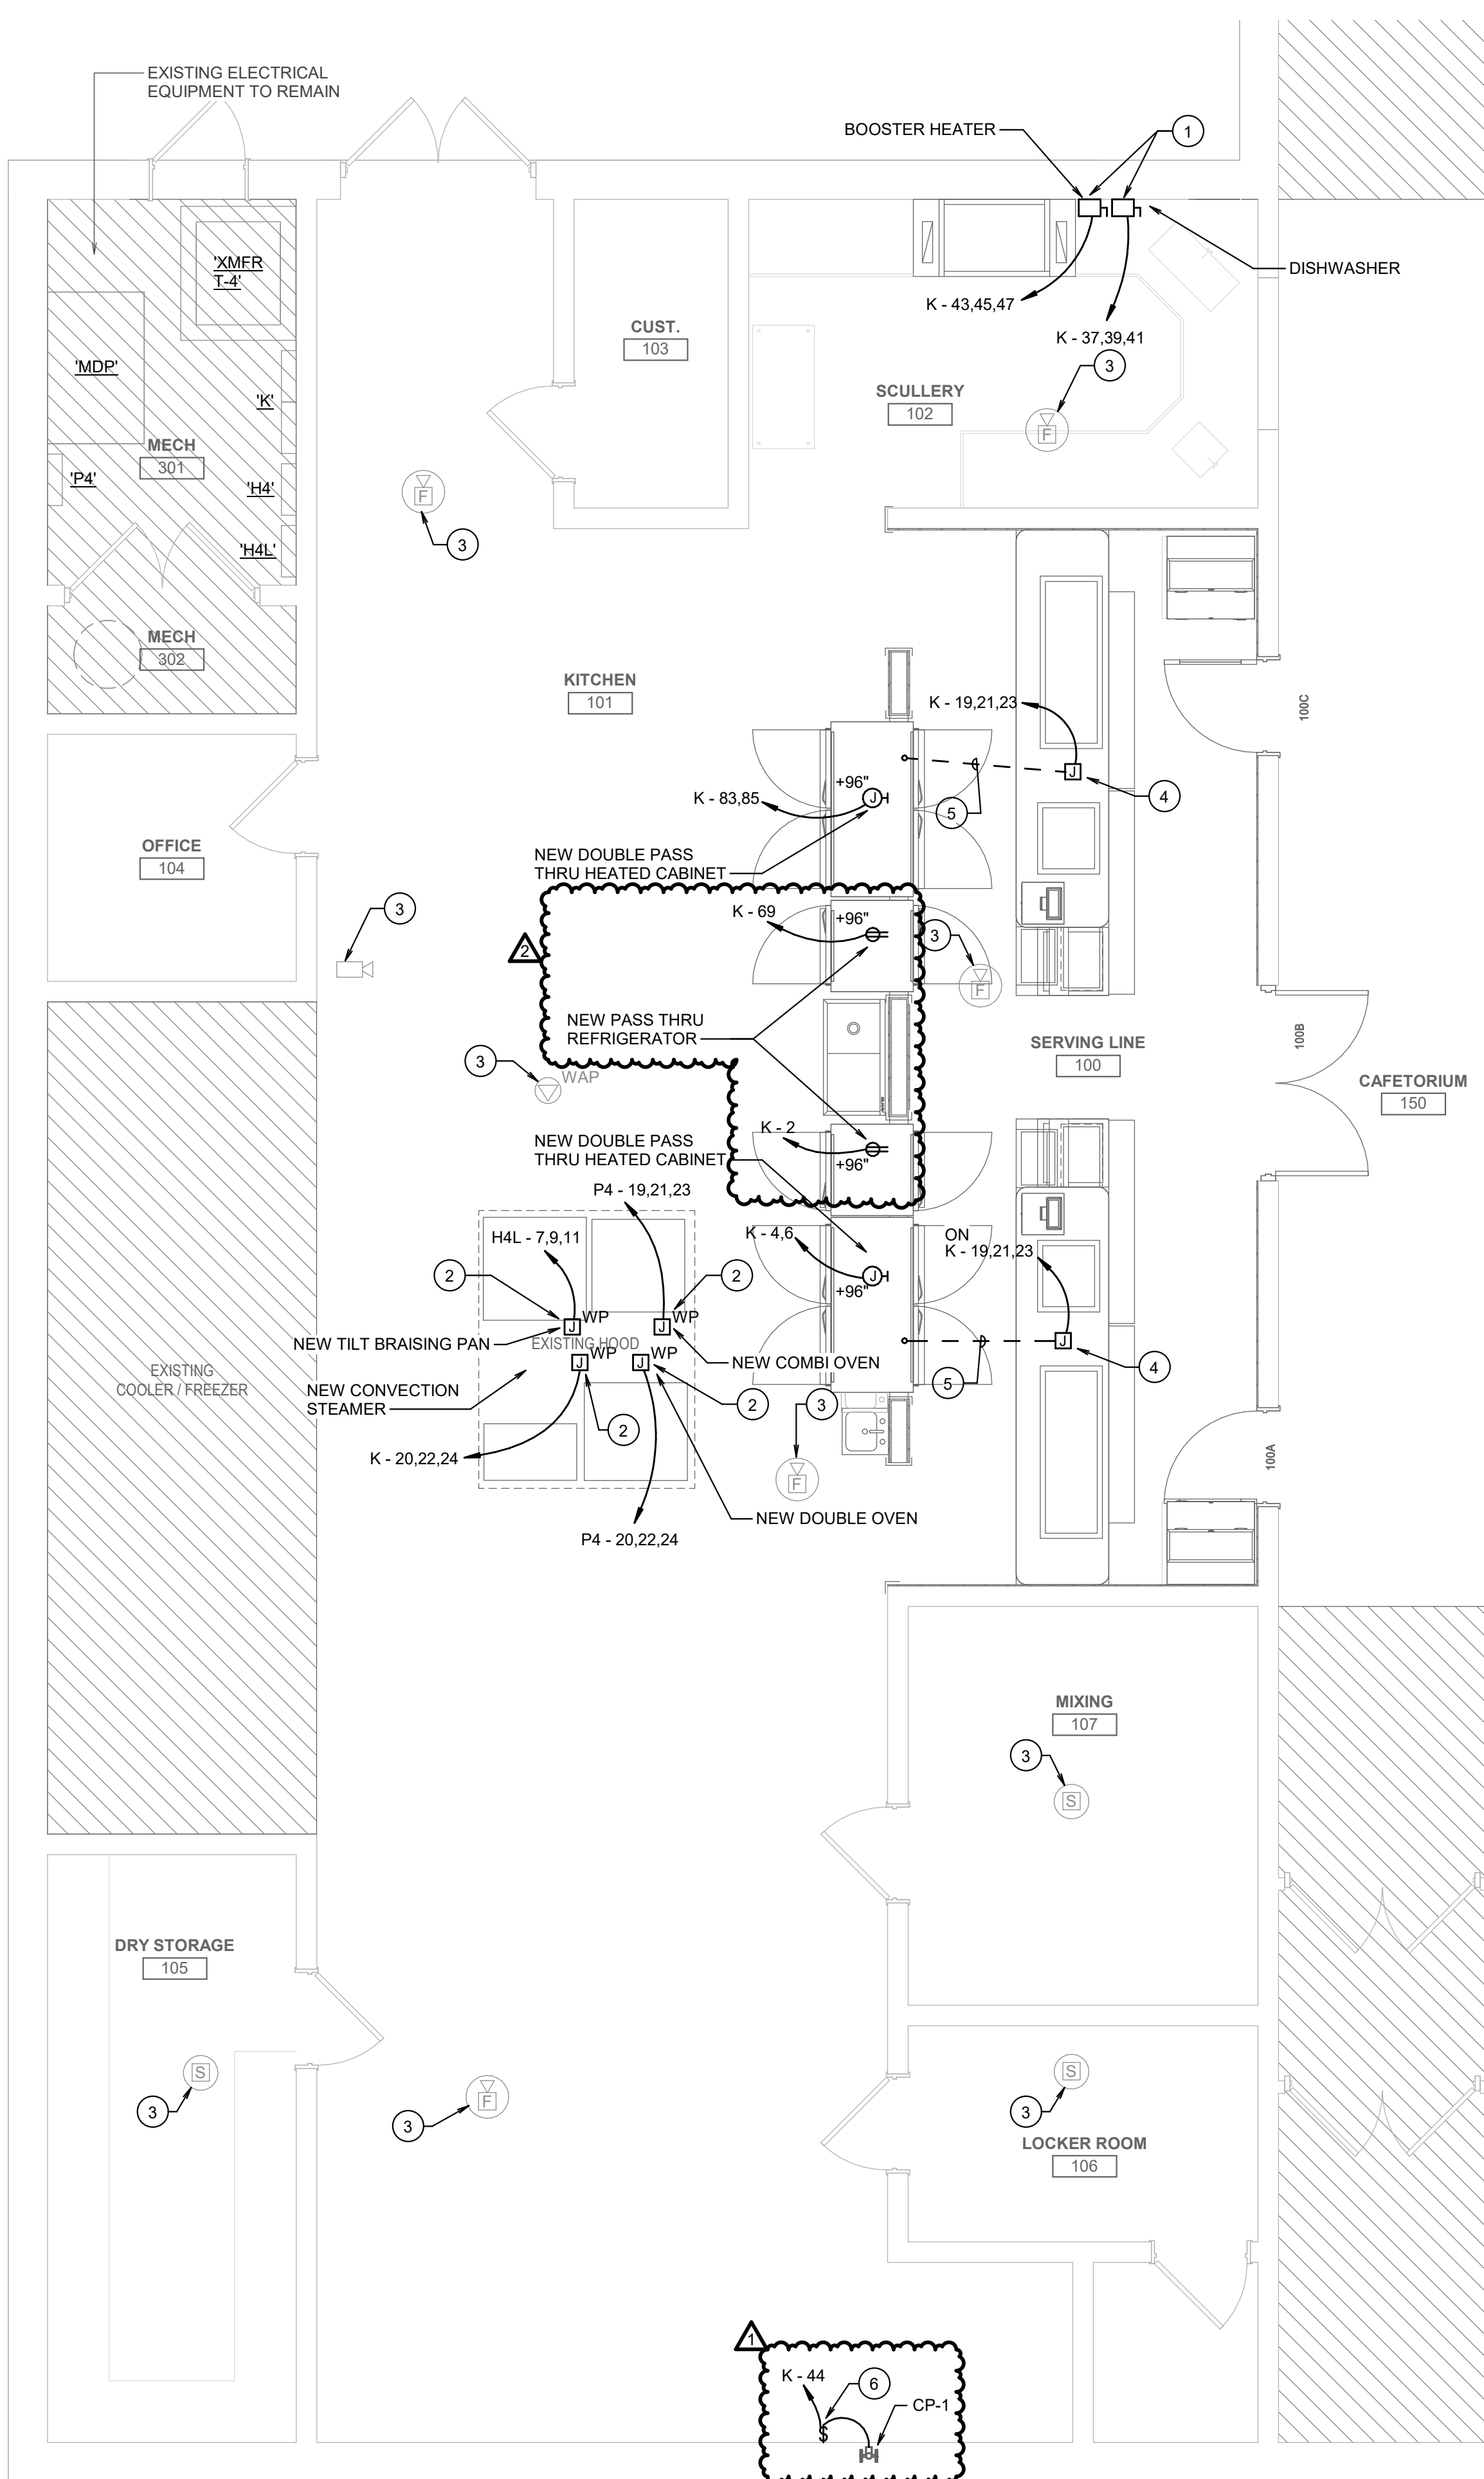 EXISTING ELECTRICAL
EQUIPMENT TO REMAIN
BOOSTER HEATER
1
'XMFR
T-4'
DISHWASHER
K - 43,45,47
K - 37,39,41
CUST.
103
'MDP'
'K'
3
SCULLERY
102
F
MECH
301
'P4'
'H4'
F
3
'H4L'
MECH
302
KITCHEN
101
K - 19,21,23
100C
J
4
+96"
K - 83,85
J
5
OFFICE
104
NEW DOUBLE PASS
THRU HEATED CABINET
3
K - 69
+96"
3
2
F
NEW PASS THRU
REFRIGERATOR
SERVING LINE
100
100B
3
WAP
CAFETORIUM
150
K - 2
NEW DOUBLE PASS
THRU HEATED CABINET
+96"
P4 - 19,21,23
H4L - 7,9,11
K - 4,6
ON
K - 19,21,23
2
2
J
+96"
J
WP
J
WP
NEW TILT BRAISING PAN
EXISTING HOOD
J
4
J
WP
J
WP
NEW COMBI OVEN
EXISTING
COOLER / FREEZER
NEW CONVECTION
STEAMER
5
2
3
2
K - 20,22,24
100A
F
NEW DOUBLE OVEN
P4 - 20,22,24
MIXING
107
3
S
DRY STORAGE
105
S
3
F
3
S
3
LOCKER ROOM
106
1
K - 44
6
CP-1
$